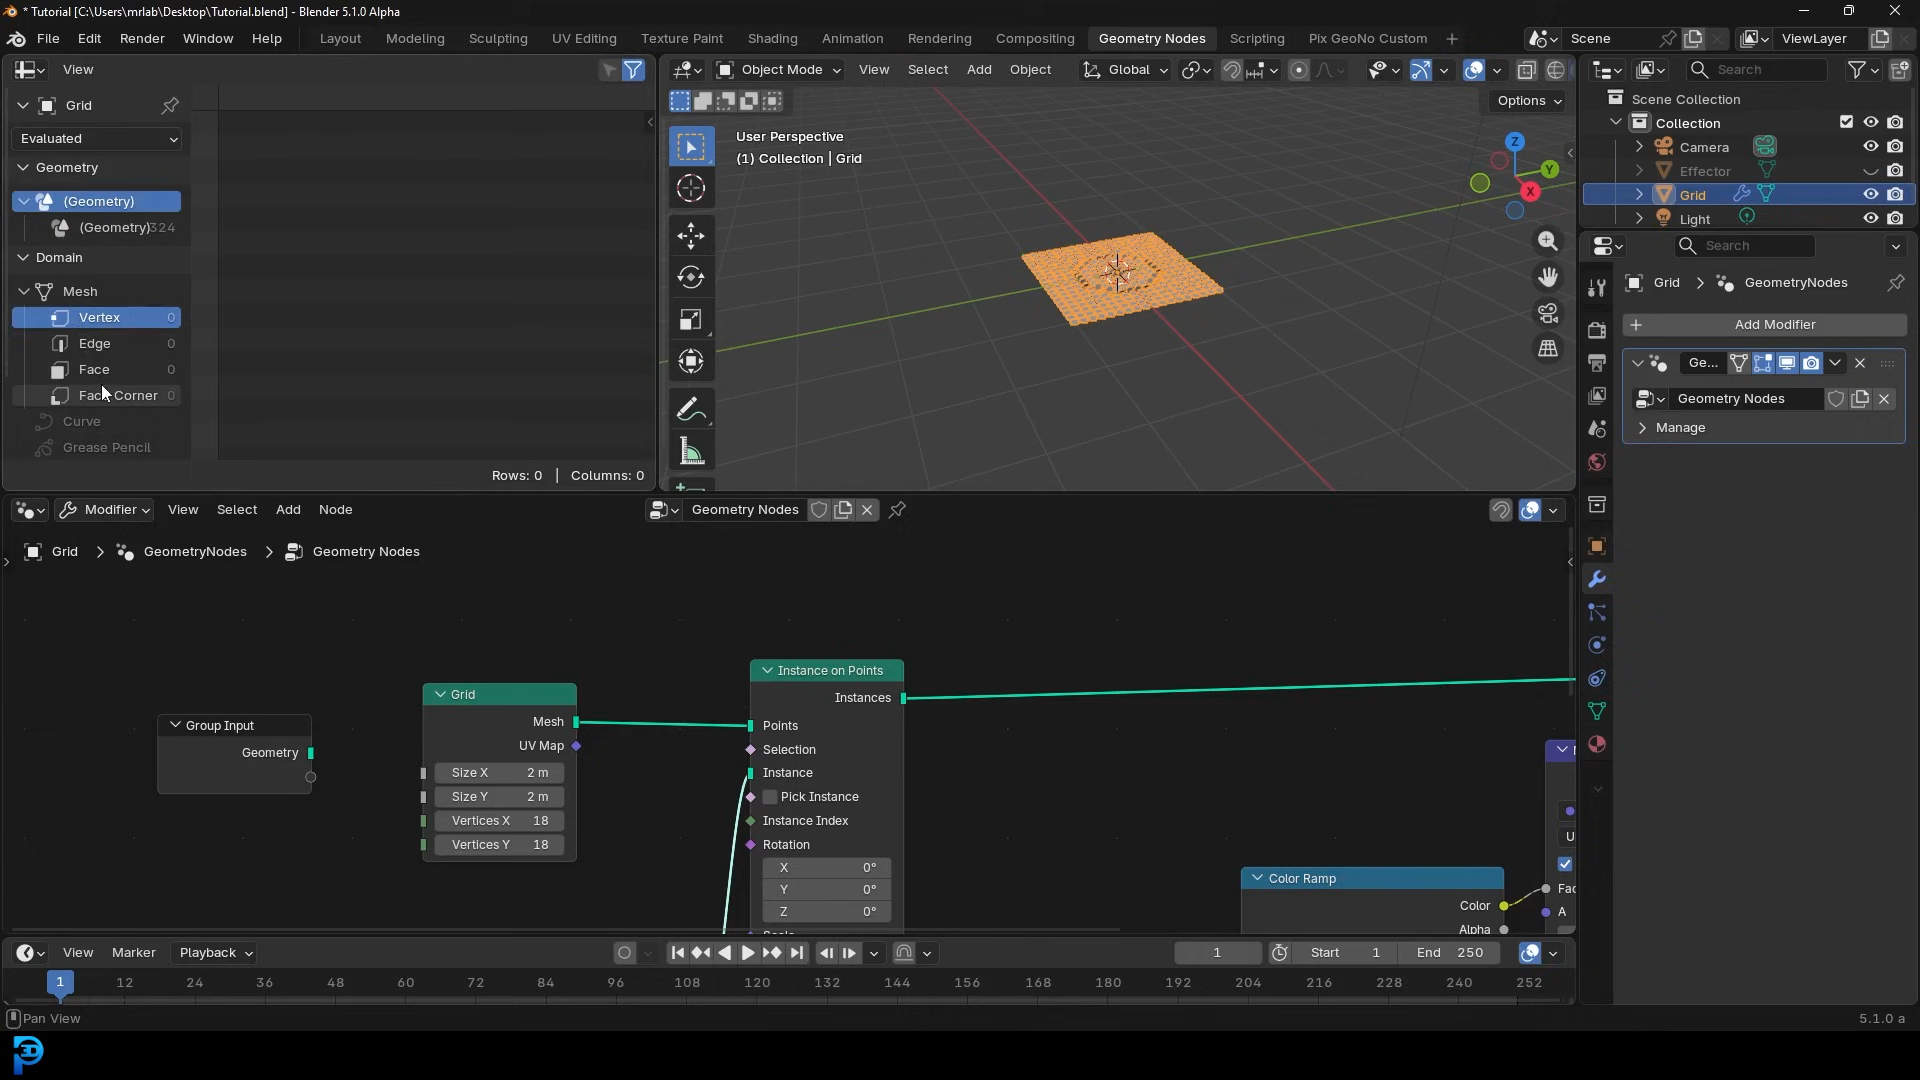 * Tutorial [C:\Users\mrlab\Desktop\Tutorial.blend] - Blender 5.1.0 Alpha
File Edit Render Window Help
Layout Modeling Sculpting UV Editing Texture Paint Shading Animation Rendering Compositing Geometry Nodes Scripting Pix GeoNo Custom +
Scene
ViewLayer
View
Grid
Evaluated
Geometry
(Geometry)
(Geometry) 324
Domain
Mesh
Vertex 0
Edge 0
Face 0
Face Corner 0
Curve
Grease Pencil
Rows: 0 | Columns: 0
Object Mode View Select Add Object Global
Options
User Perspective
(1) Collection | Grid
Z
Y
X
Search
Scene Collection
Collection
Camera
Effector
Grid
Light
Search
Grid > GeometryNodes
+ Add Modifier
Ge...
Geometry Nodes
Manage
Modifier View Select Add Node
Geometry Nodes
Grid > GeometryNodes > Geometry Nodes
Group Input
Geometry
Grid
Mesh
UV Map
Size X 2 m
Size Y 2 m
Vertices X 18
Vertices Y 18
Instance on Points
Instances
Points
Selection
Instance
Pick Instance
Instance Index
Rotation
X 0°
Y 0°
Z 0°
Color Ramp
Color
Alpha
U
Fac
A
View Marker Playback
1
Start 1
End 250
1 12 24 36 48 60 72 84 96 108 120 132 144 156 168 180 192 204 216 228 240 252
Pan View
5.1.0 a